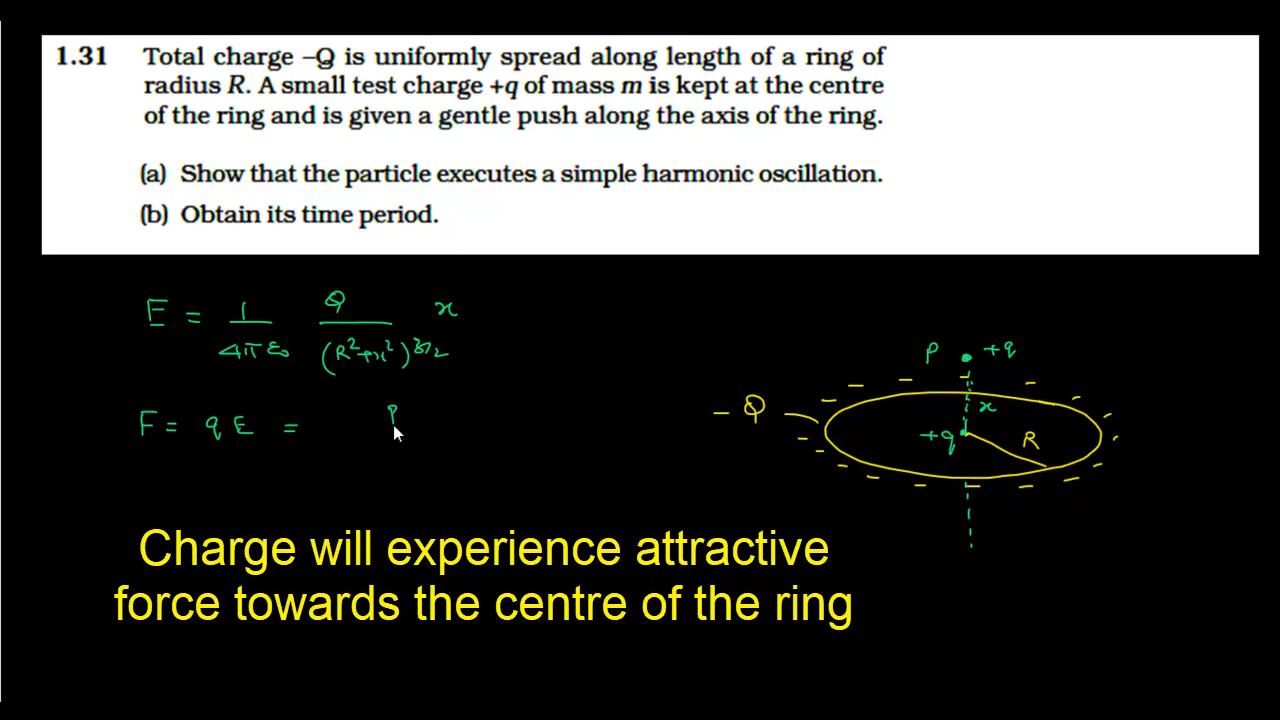 1.31 Total charge –Q is uniformly spread along length of a ring of
radius R. A small test charge +q of mass m is kept at the centre
of the ring and is given a gentle push along the axis of the ring.
(a) Show that the particle executes a simple harmonic oscillation.
(b) Obtain its time period.
E = 1/4πε₀ Q/(R²+x²)^3/2 x
P +q
x
– Q
+q
R
F = q E =
Charge will experience attractive
force towards the centre of the ring